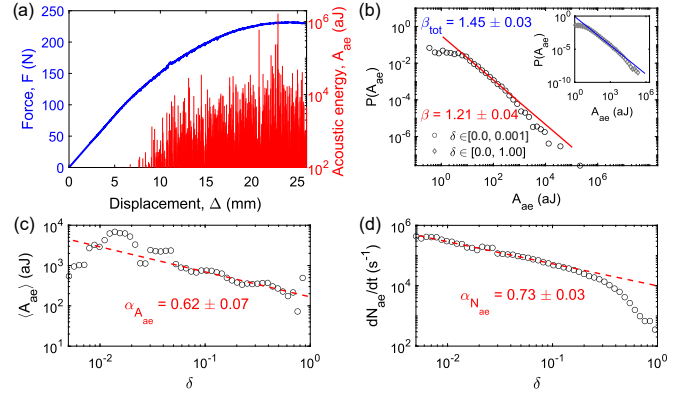 (a)
250
200
150
100
50
0
Force, F (N)
0 5 10 15 20 25
Displacement, Δ (mm)
10^6
10^4
10^2
Acoustic energy, A_ae (aJ)
(b)
10^0
10^-2
10^-4
10^-6
P(A_ae)
β_tot = 1.45 ± 0.03
β = 1.21 ± 0.04
δ ∈[0.0, 0.001]
δ ∈ [0.0, 1.00]
10^0 10^2 10^4 10^6 10^8
A_ae (aJ)
10^0
10^-5
10^-10
P(A_ae)
10^0 10^5
A_ae (aJ)
(c)
10^4
10^3
10^2
10^1
⟨A_ae⟩ (aJ)
α_A_ae = 0.62 ± 0.07
10^-2 10^-1 10^0
δ
(d)
10^6
10^4
10^2
dN_ae/dt (s^-1)
α_N_ae = 0.73 ± 0.03
10^-2 10^-1 10^0
δ